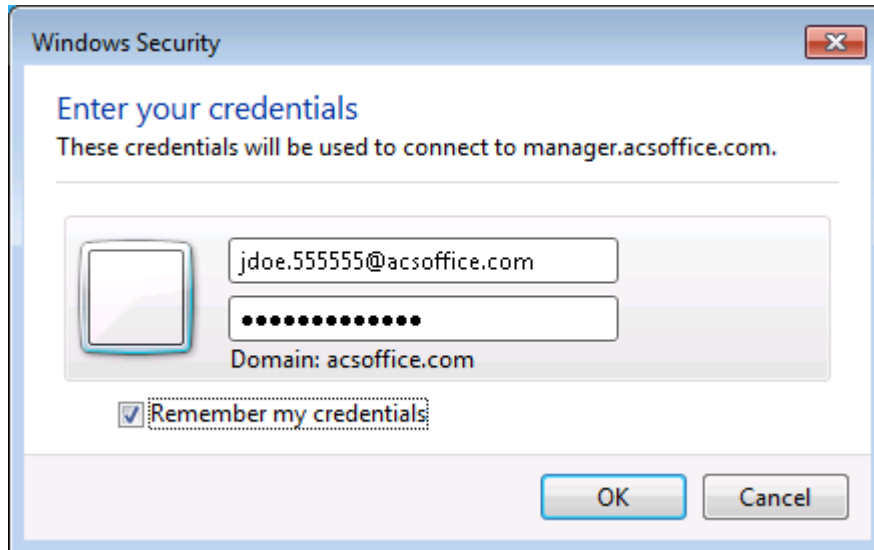 Windows Security
Enter your credentials
These credentials will be used to connect to manager.acsoffice.com.
jdoe.555555@acsoffice.com
●●●●●●●●●●●●●
Domain: acsoffice.com
Remember my credentials
OK Cancel